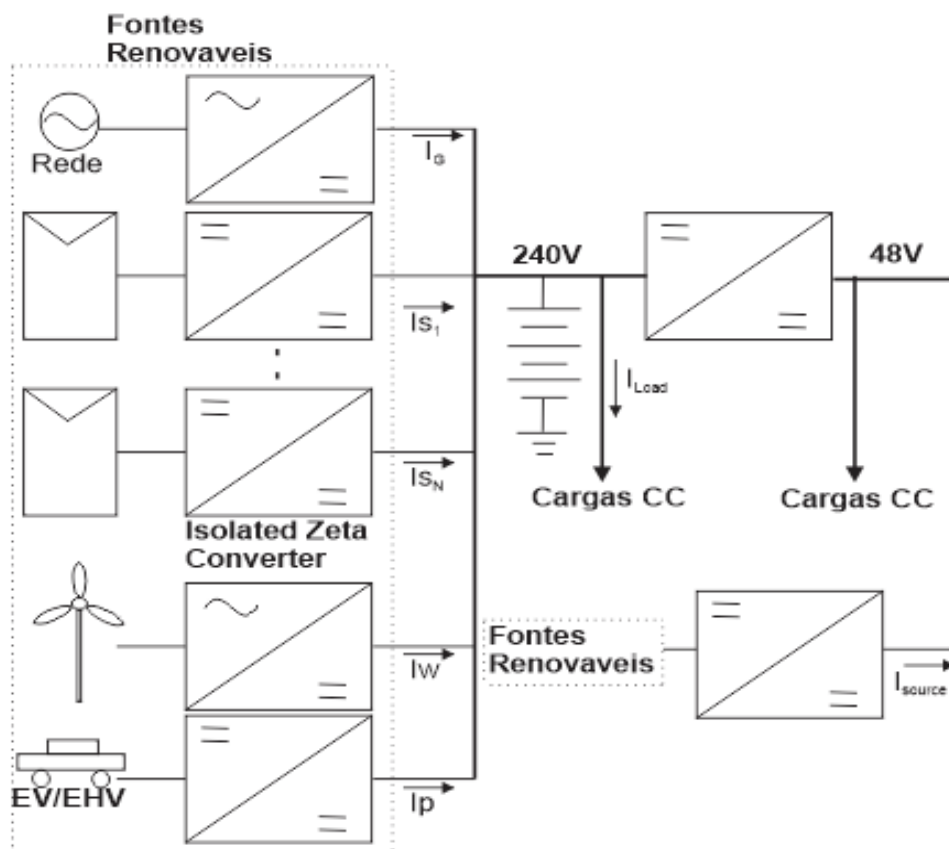 Fontes
Renovaveis
Rede
I_G
Is_1
240V
48V
I_Load
Is_N
Cargas CC
Cargas CC
Isolated Zeta
Converter
Iw
Fontes
Renovaveis
I_source
EV/EHV
Ip